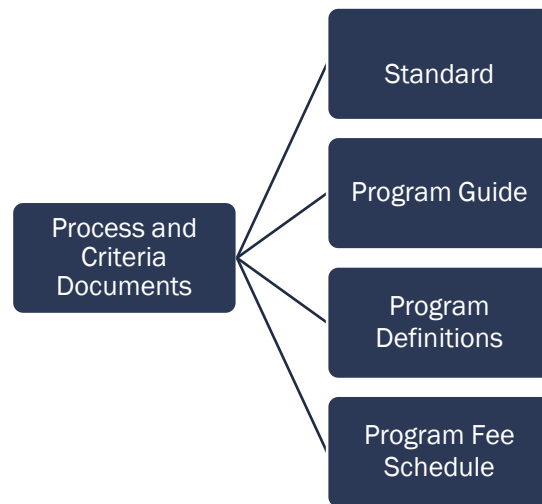 Process and
Criteria
Documents
Standard
Program Guide
Program
Definitions
Program Fee
Schedule